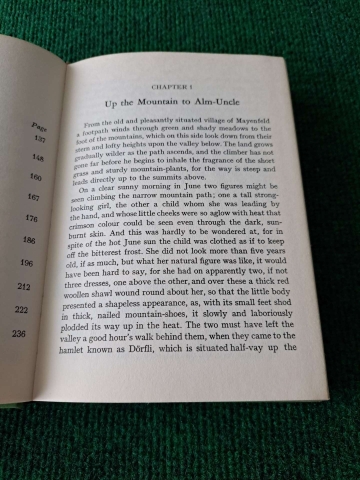 Page
133
148
160
167
176
186
196
212
222
236
CHAPTER I
Up the Mountain to Alm-Uncle
From the old and pleasantly situated village of Mayenfeld
a footpath winds through green and shady meadows to the
foot of the mountains, which on this side look down from their
stern and lofty heights upon the valley below. The land grows
gradually wilder as the path ascends, and the climber has not
gone far before he begins to inhale the fragrance of the short
grass and sturdy mountain-plants, for the way is steep and
leads directly up to the summits above.
On a clear sunny morning in June two figures might be
seen climbing the narrow mountain path; one a tall strong-
looking girl, the other a child whom she was leading by
the hand, and whose little cheeks were so aglow with heat that
the crimson colour could be seen even through the dark, sun-
burnt skin. And this was hardly to be wondered at, for in
spite of the hot June sun the child was clothed as if to keep
off the bitterest frost. She did not look more than five years
old, if as much, but what her natural figure was like, it would
have been hard to say, for she had apparently two, if not
three dresses, one above the other, and over these a thick red
woollen shawl wound round about her, so that the little body
presented a shapeless appearance, as, with its small feet shod
in thick, nailed mountain-shoes, it slowly and laboriously
plodded its way up in the heat. The two must have left the
valley a good hour's walk behind them, when they came to the
hamlet known as Dörfli, which is situated half-way up the